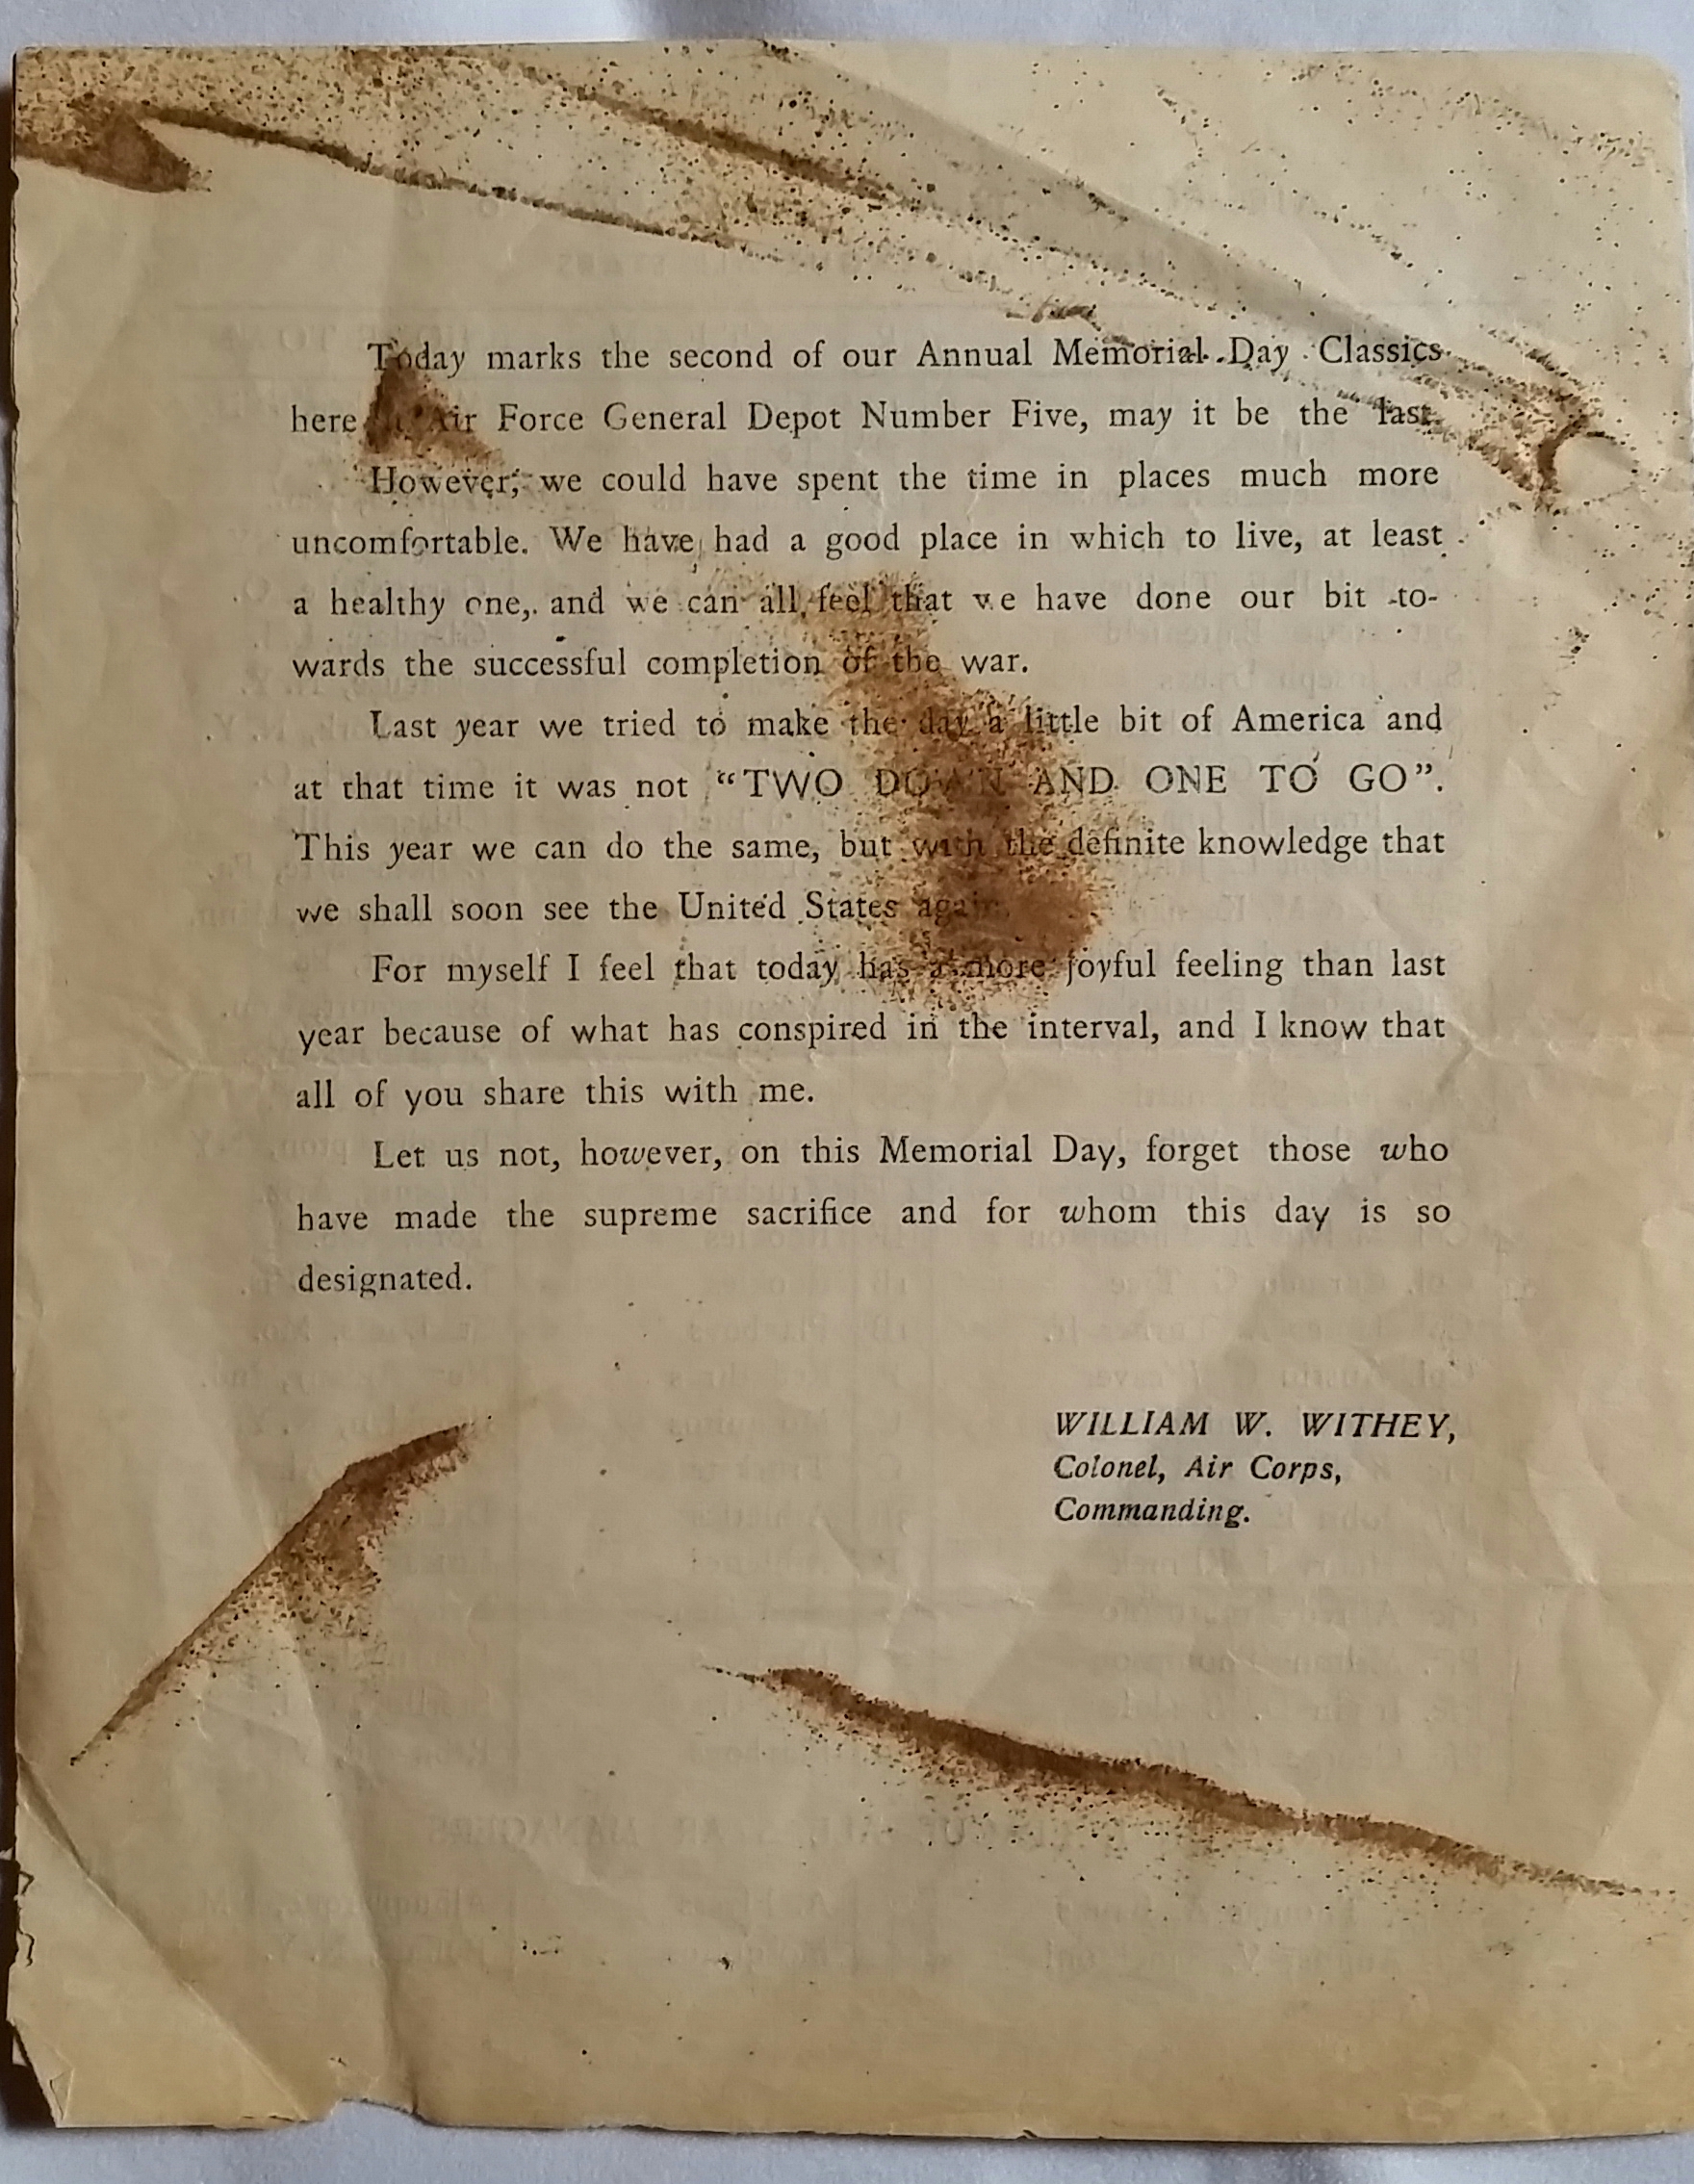 Today marks the second of our Annual Memorial Day Classics
here Air Force General Depot Number Five, may it be the last.
However, we could have spent the time in places much more
uncomfortable. We have had a good place in which to live, at least
a healthy one, and we can all feel that we have done our bit to-
wards the successful completion of the war.
Last year we tried to make the day a little bit of America and
at that time it was not “TWO DOWN AND ONE TO GO”.
This year we can do the same, but with the definite knowledge that
we shall soon see the United States again.
For myself I feel that today has a more joyful feeling than last
year because of what has conspired in the interval, and I know that
all of you share this with me.
Let us not, however, on this Memorial Day, forget those who
have made the supreme sacrifice and for whom this day is so
designated.
WILLIAM W. WITHEY,
Colonel, Air Corps,
Commanding.